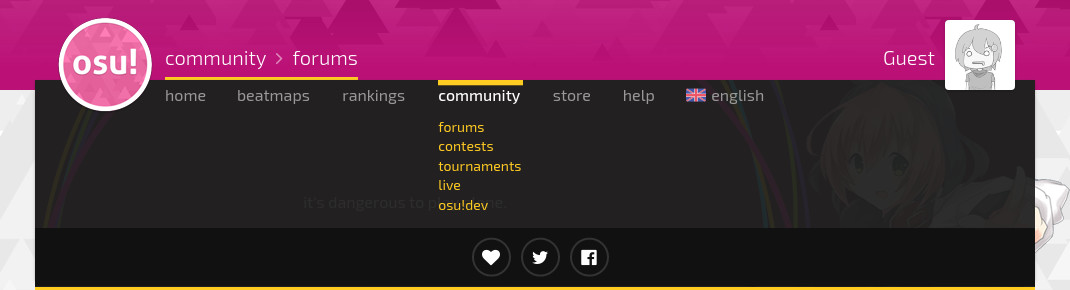 osu!
community > forums
Guest
home beatmaps rankings community store help english
forums
contests
tournaments
live
it's dangerous to p
osu!dev